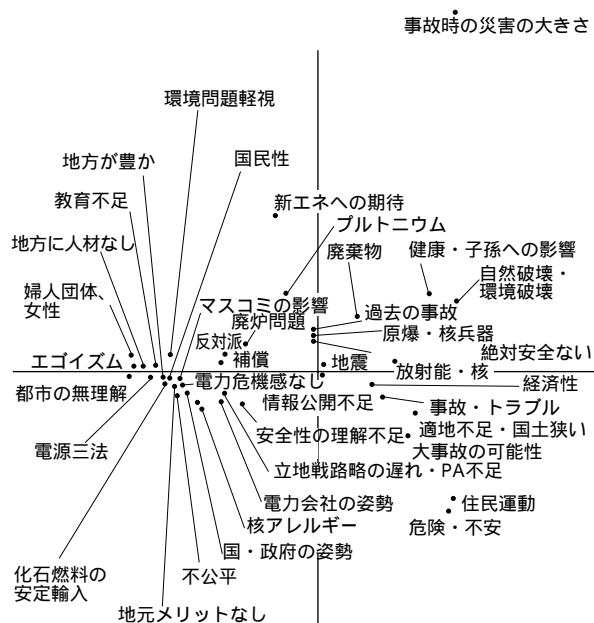 事故時の災害の大きさ
環境問題軽視
地方が豊か
国民性
教育不足
新エネへの期待
プルトニウム
地方に人材なし
廃棄物
健康・子孫への影響
自然破壊・
環境破壊
婦人団体、
女性
マスコミの影響
過去の事故
廃炉問題
原爆・核兵器
反対派
絶対安全ない
エゴイズム
補償
地震
放射能・核
都市の無理解
電力危機感なし
経済性
情報公開不足
事故・トラブル
安全性の理解不足
適地不足・国土狭い
電源三法
大事故の可能性
立地戦路略の遅れ・PA不足
電力会社の姿勢
住民運動
核アレルギー
危険・不安
国・政府の姿勢
化石燃料の
安定輸入
不公平
地元メリットなし